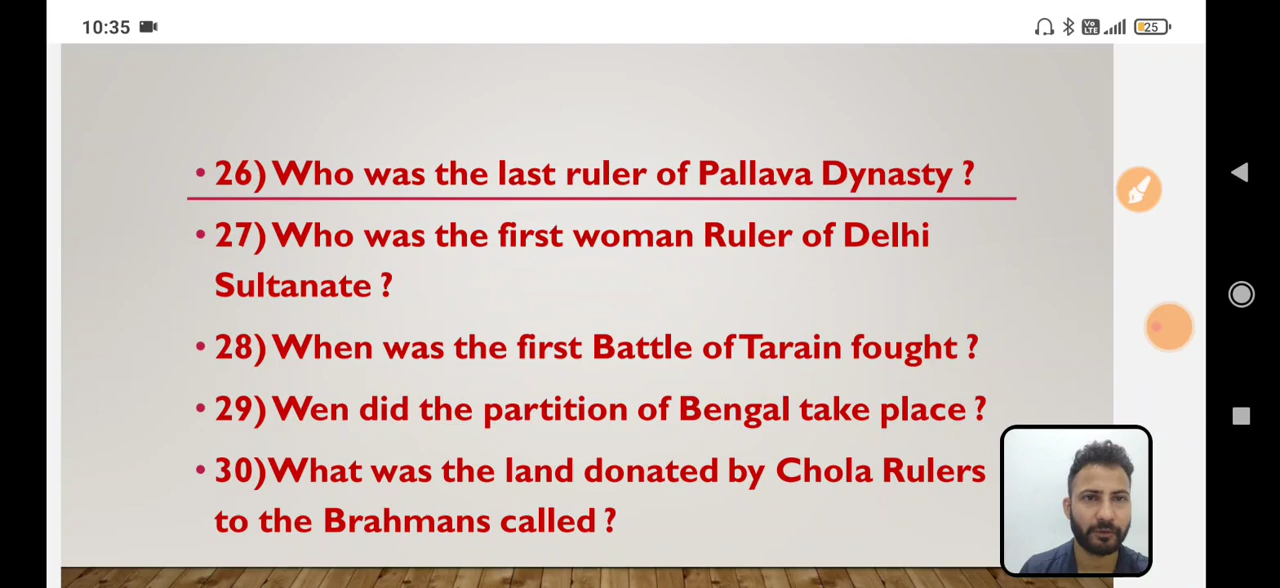 10:35
Vo LTE
25
• 26) Who was the last ruler of Pallava Dynasty ?
• 27) Who was the first woman Ruler of Delhi
Sultanate ?
• 28) When was the first Battle of Tarain fought ?
• 29) Wen did the partition of Bengal take place ?
• 30)What was the land donated by Chola Rulers
to the Brahmans called ?